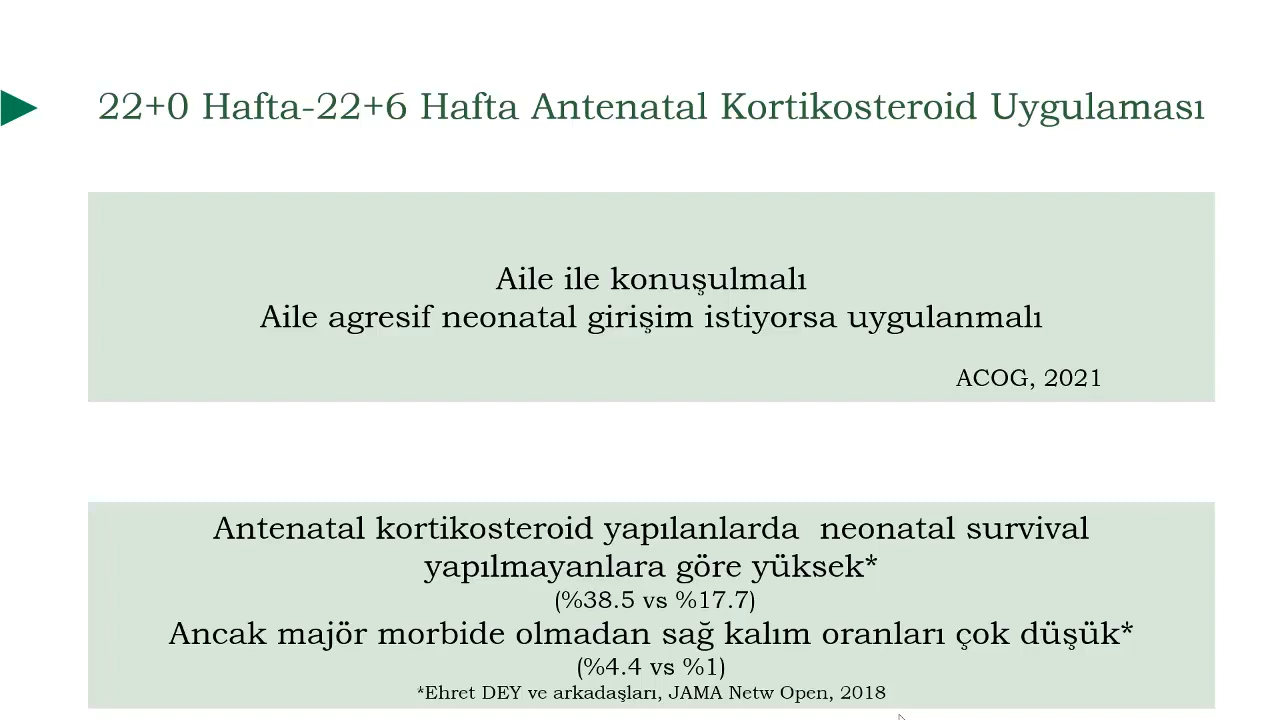 22+0 Hafta-22+6 Hafta Antenatal Kortikosteroid Uygulaması
Aile ile konuşulmalı
Aile agresif neonatal girişim istiyorsa uygulanmalı
ACOG, 2021
Antenatal kortikosteroid yapılanlarda  neonatal survival
yapılmayanlara göre yüksek*
(%38.5 vs %17.7)
Ancak majör morbide olmadan sağ kalım oranları çok düşük*
(%4.4 vs %1)
*Ehret DEY ve arkadaşları, JAMA Netw Open, 2018